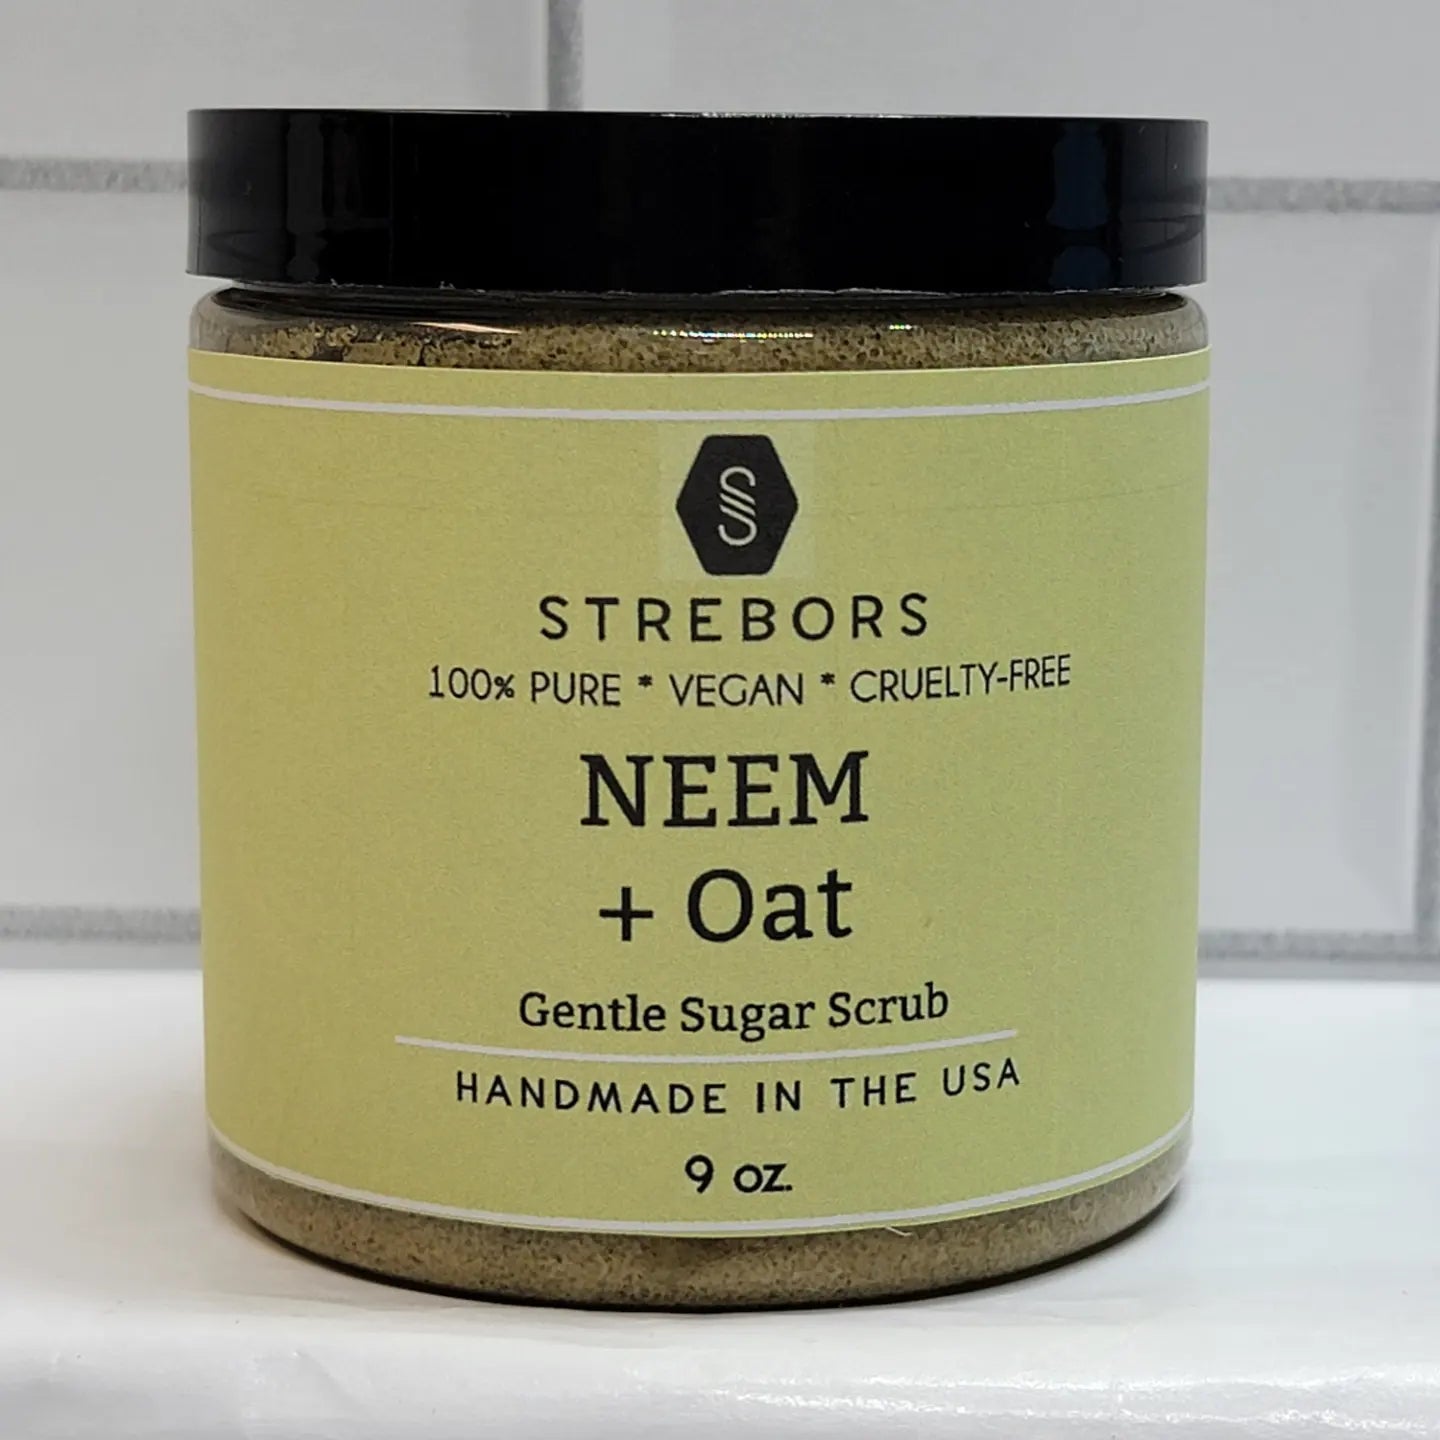 STREBORS
100% PURE * VEGAN * CRUELTY-FREE
NEEM
+ Oat
Gentle Sugar Scrub
HANDMADE IN THE USA
9 oz.